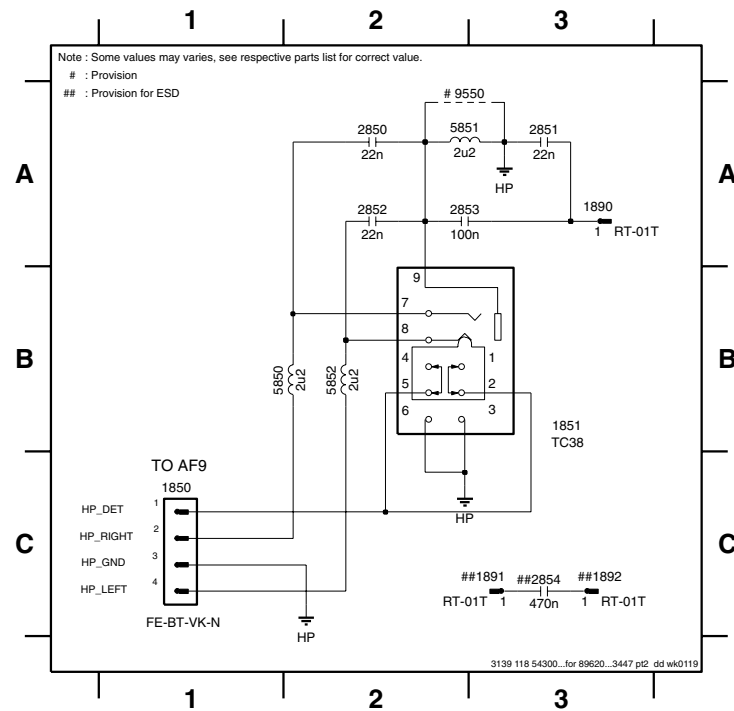 1 2 3
Note : Some values may varies, see respective parts list for correct value.
# : Provision
## : Provision for ESD
# 9550
2850 5851 2851
22n 2u2 22n
A A
HP
2852 2853 1890
22n 100n 1 RT-01T
9
7
8
B 4 1 B
5850 2u2 5852 2u2 5 2
6 3
1851
TC38
TO AF9
1850
HP_DET 1
HP
HP_RIGHT 2
C C
HP_GND 3
HP_LEFT 4
##1891 ##2854 ##1892
RT-01T 1 470n 1 RT-01T
FE-BT-VK-N
HP
3139 118 54300...for 89620...3447 pt2 dd wk0119
1 2 3